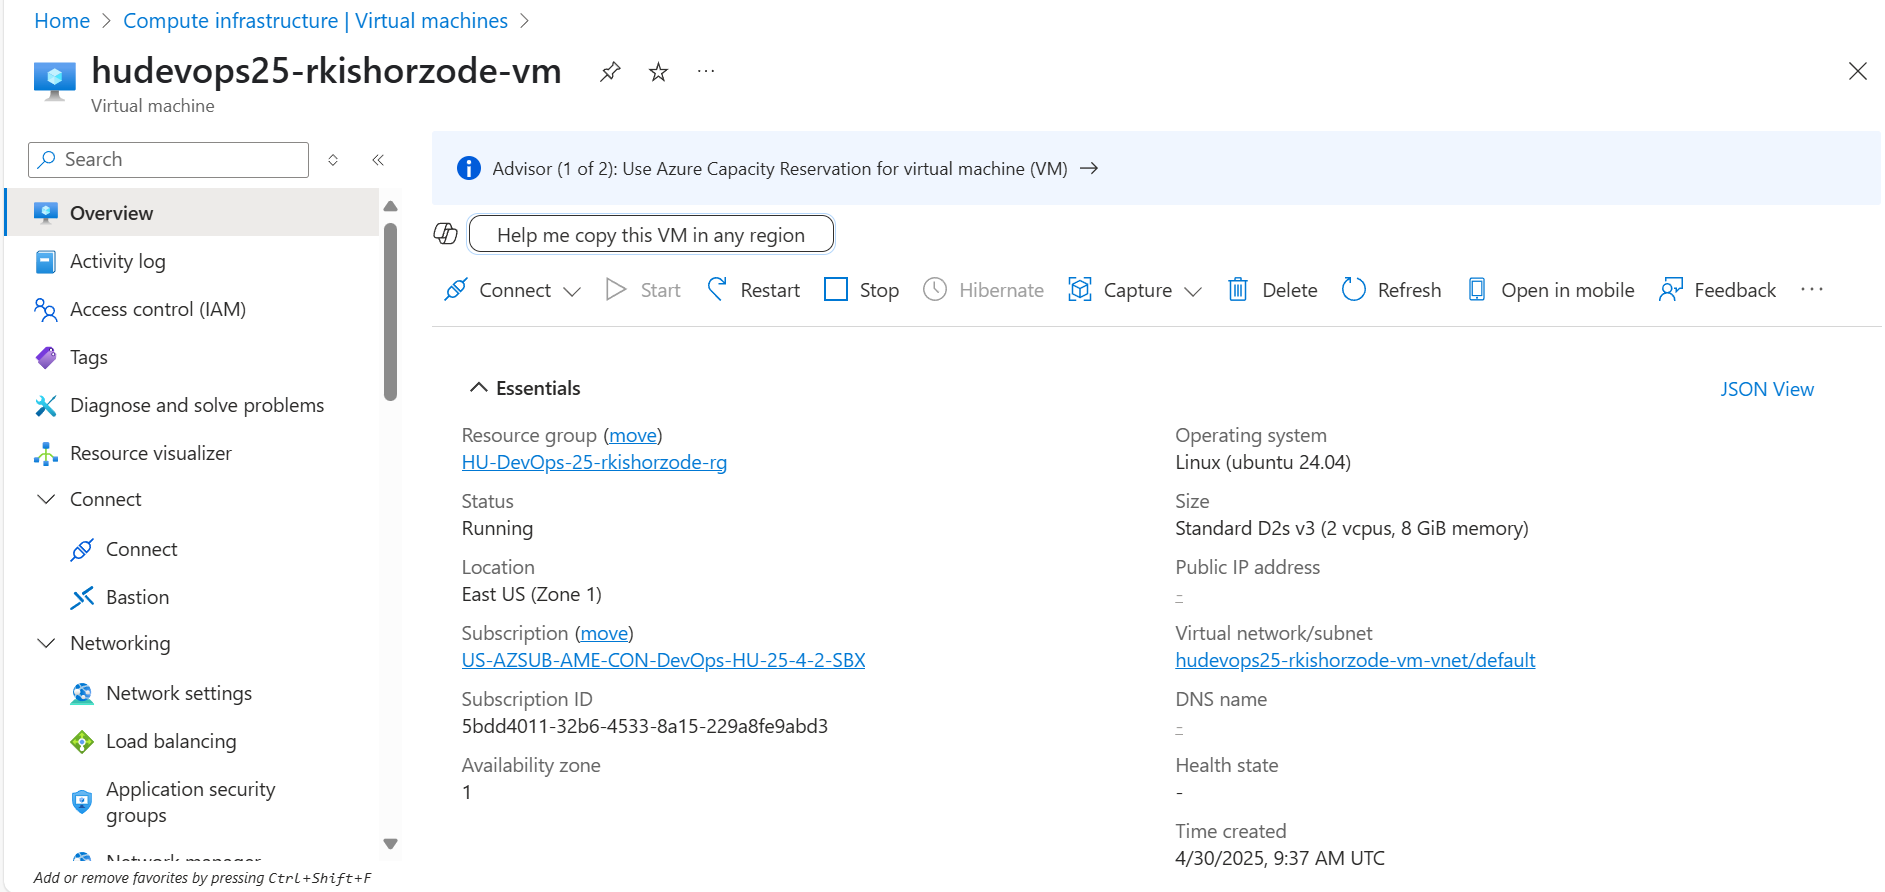 Home > Compute infrastructure | Virtual machines >
hudevops25-rkishorzode-vm
Virtual machine
Search
Overview
Activity log
Access control (IAM)
Tags
Diagnose and solve problems
Resource visualizer
Connect
Connect
Bastion
Networking
Network settings
Load balancing
Application security
groups
Network manager
Add or remove favorites by pressing Ctrl+Shift+F
Advisor (1 of 2): Use Azure Capacity Reservation for virtual machine (VM) →
Help me copy this VM in any region
Connect Start Restart Stop Hibernate Capture Delete Refresh Open in mobile Feedback ...
Essentials
JSON View
Resource group (move)
HU-DevOps-25-rkishorzode-rg
Status
Running
Location
East US (Zone 1)
Subscription (move)
US-AZSUB-AME-CON-DevOps-HU-25-4-2-SBX
Subscription ID
5bdd4011-32b6-4533-8a15-229a8fe9abd3
Availability zone
1
Operating system
Linux (ubuntu 24.04)
Size
Standard D2s v3 (2 vcpus, 8 GiB memory)
Public IP address
-
Virtual network/subnet
hudevops25-rkishorzode-vm-vnet/default
DNS name
-
Health state
-
Time created
4/30/2025, 9:37 AM UTC